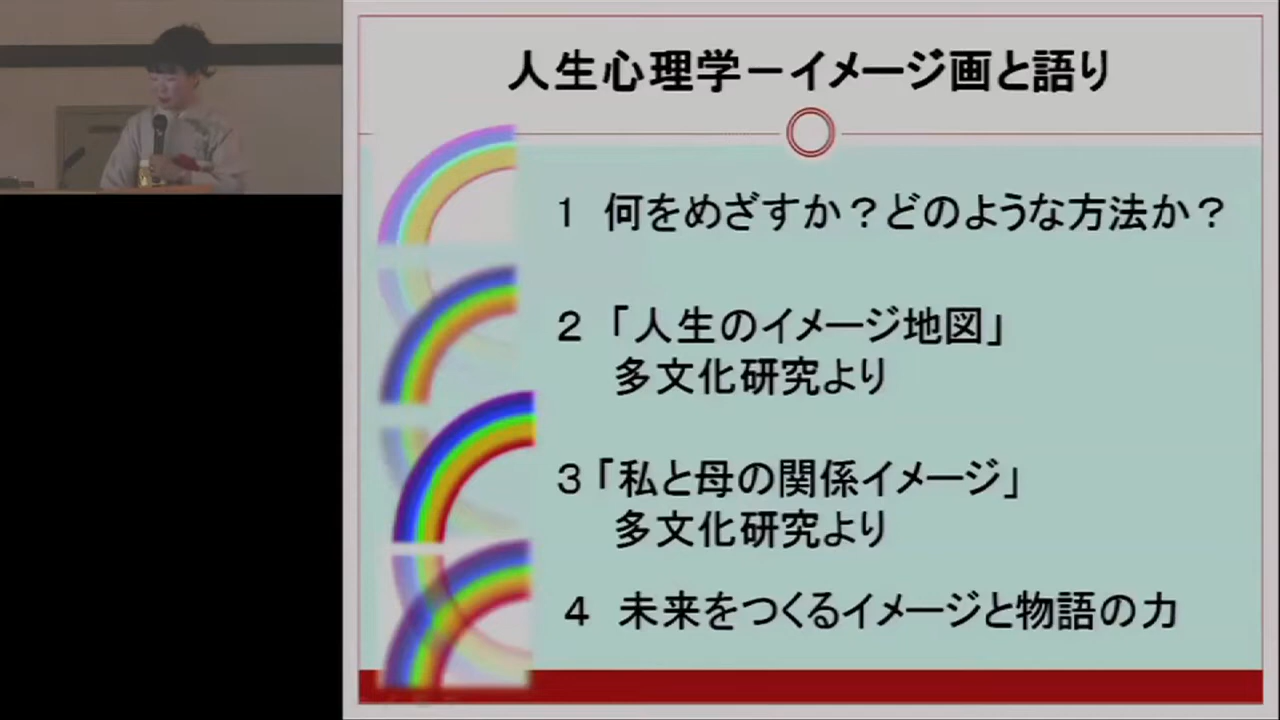 人生心理学－イメージ画と語り
1　何をめざすか？どのような方法か？
2　「人生のイメージ地図」
多文化研究より
3「私と母の関係イメージ」
多文化研究より
4　未来をつくるイメージと物語の力